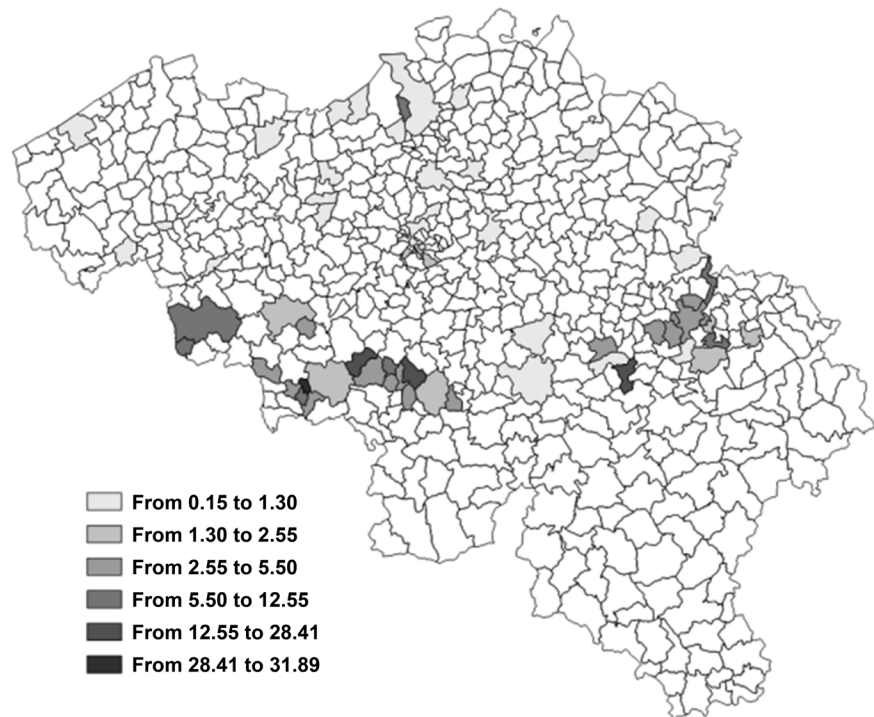 From 0.15 to 1.30
From 1.30 to 2.55
From 2.55 to 5.50
From 5.50 to 12.55
From 12.55 to 28.41
From 28.41 to 31.89